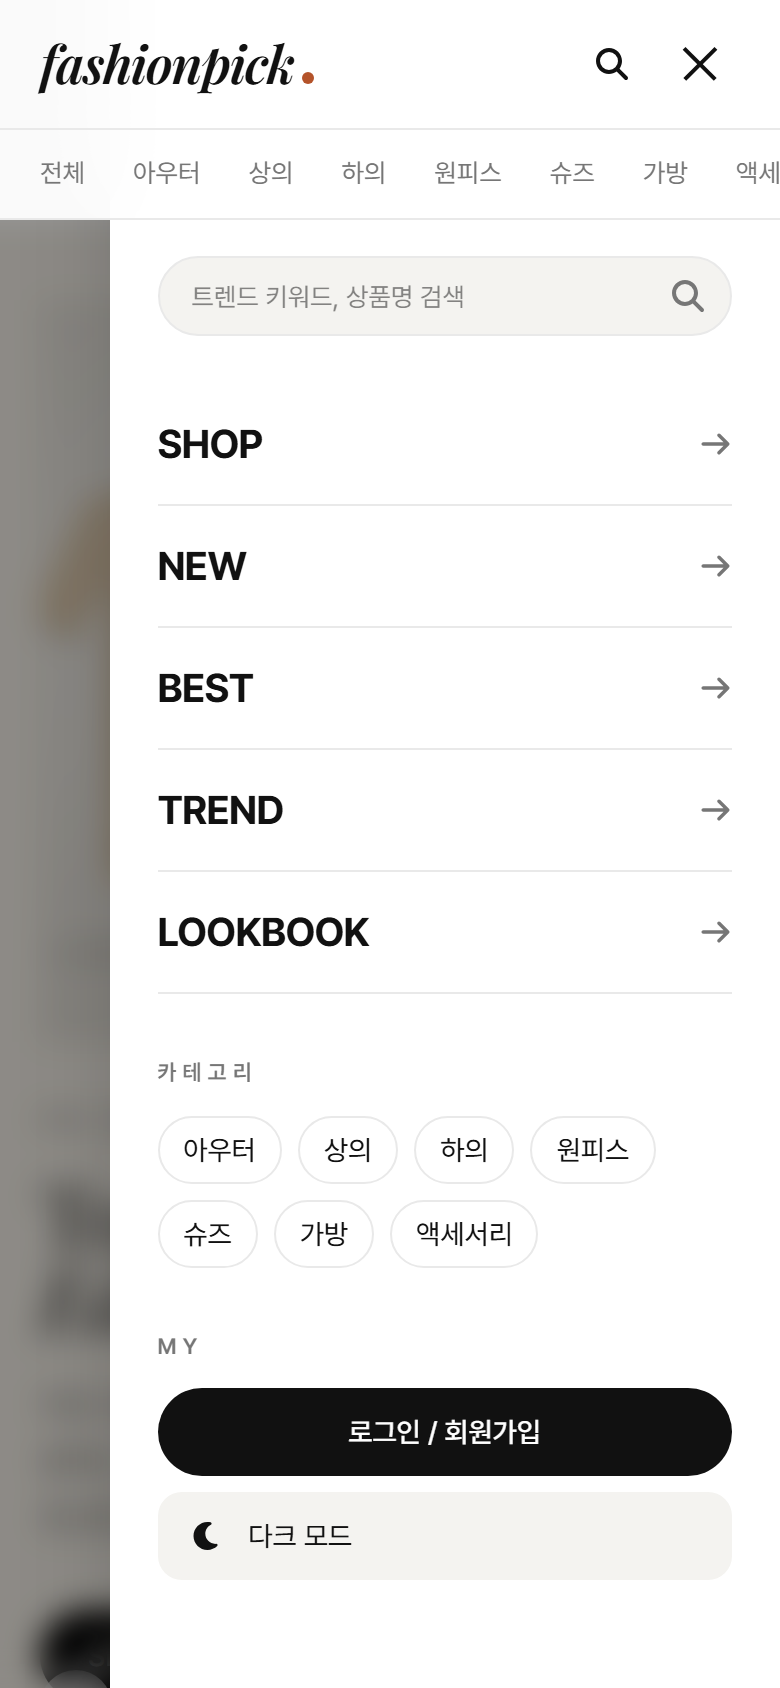 fashionpick.
전체 아우터 상의 하의 원피스 슈즈 가방 액세
트렌드 키워드, 상품명 검색
SHOP
NEW
BEST
TREND
LOOKBOOK
카테고리
아우터 상의 하의 원피스
슈즈 가방 액세서리
MY
로그인 / 회원가입
다크 모드